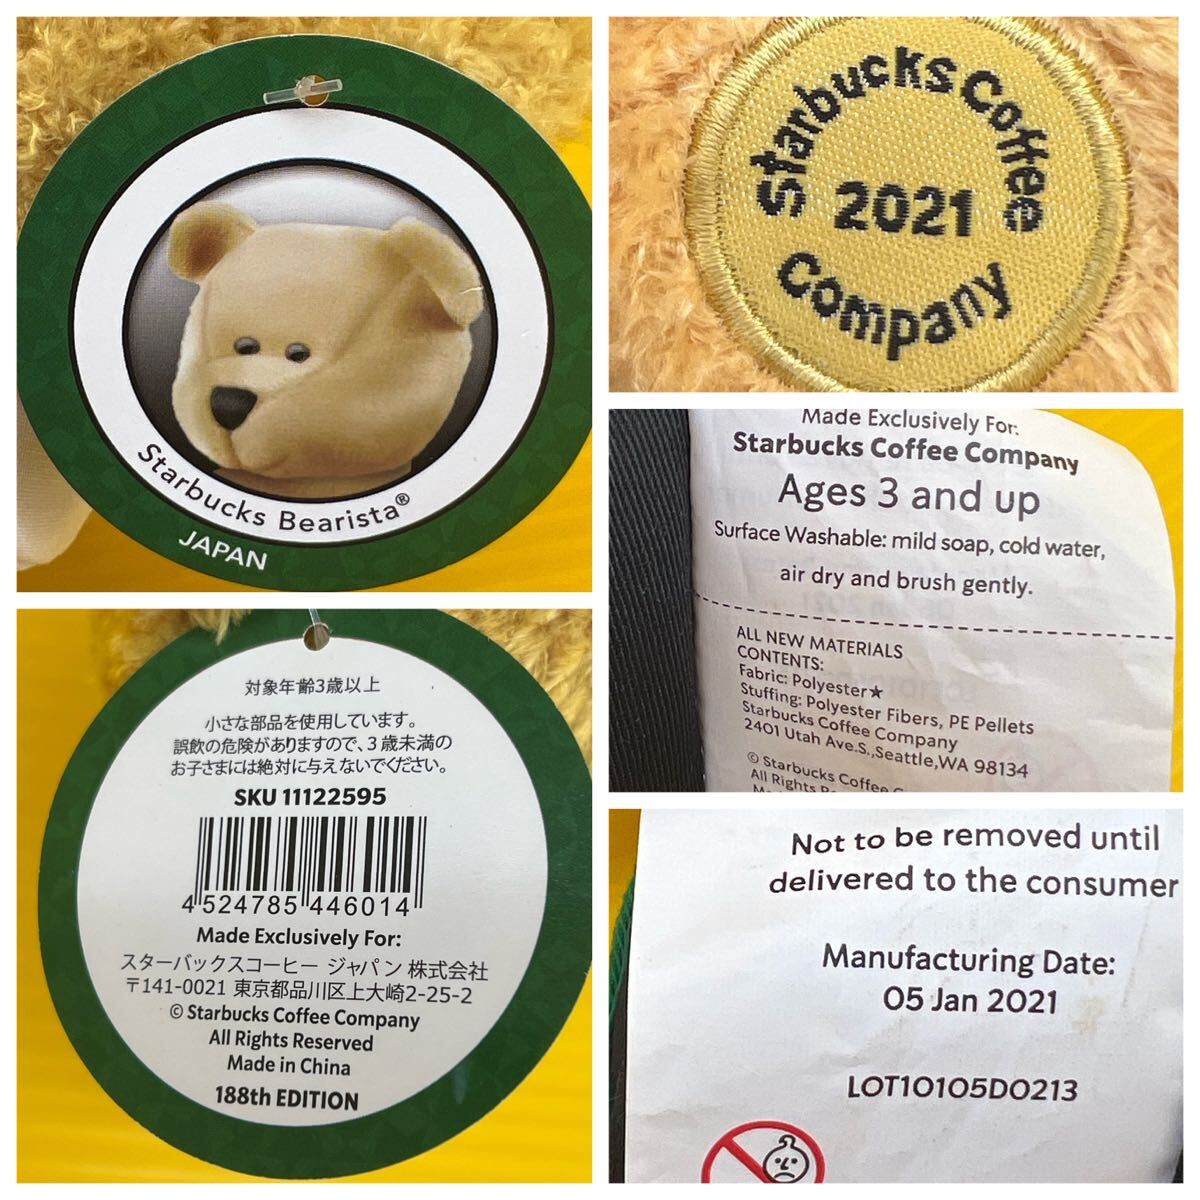 Starbucks Bearista®
JAPAN
Starbucks Coffee
2021
Company
Made Exclusively For:
Starbucks Coffee Company
Ages 3 and up
Surface Washable: mild soap, cold water,
air dry and brush gently.
ALL NEW MATERIALS
CONTENTS:
Fabric: Polyester★
Stuffing: Polyester Fibers, PE Pellets
Starbucks Coffee Company
2401 Utah Ave.S.,Seattle,WA 98134
© Starbucks Coffee
All Rights
対象年齢3歳以上
小さな部品を使用しています。
誤飲の危険がありますので、3歳未満の
お子さまには絶対に与えないでください。
SKU 11122595
4 524785 446014
Made Exclusively For:
スターバックスコーヒー ジャパン 株式会社
〒141-0021 東京都品川区上大崎2-25-2
© Starbucks Coffee Company
All Rights Reserved
Made in China
188th EDITION
Not to be removed until
delivered to the consumer
Manufacturing Date:
05 Jan 2021
LOT10105D0213